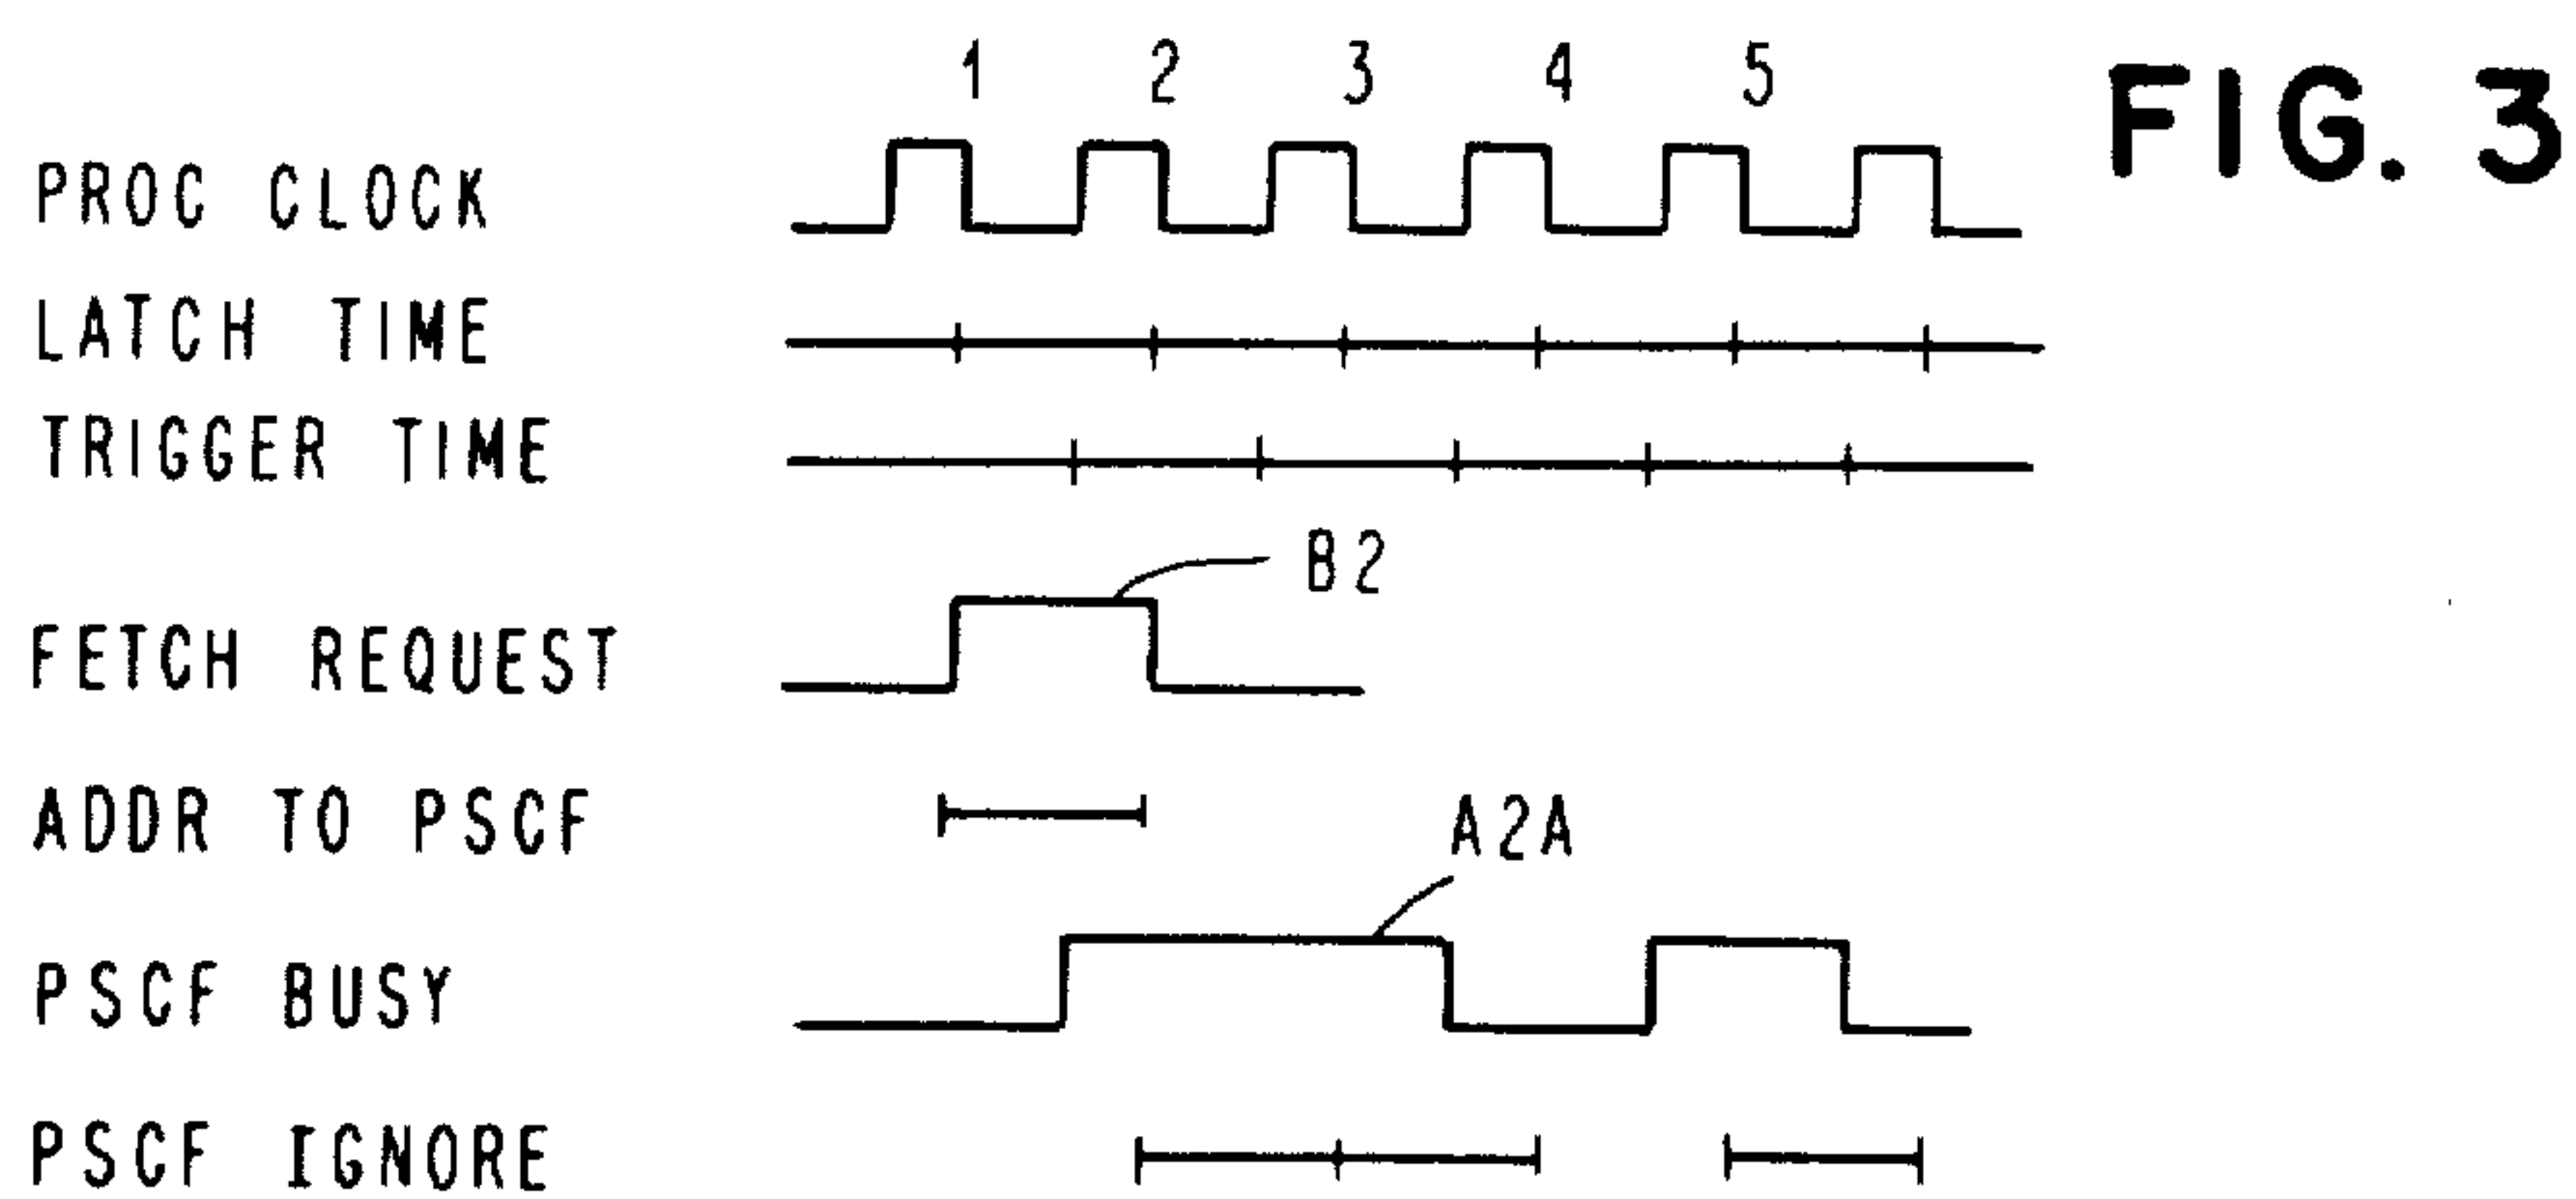 1 2 3 4 5
FIG. 3
PROC CLOCK
LATCH TIME
TRIGGER TIME
B2
FETCH REQUEST
ADDR TO PSCF
A2A
PSCF BUSY
PSCF IGNORE